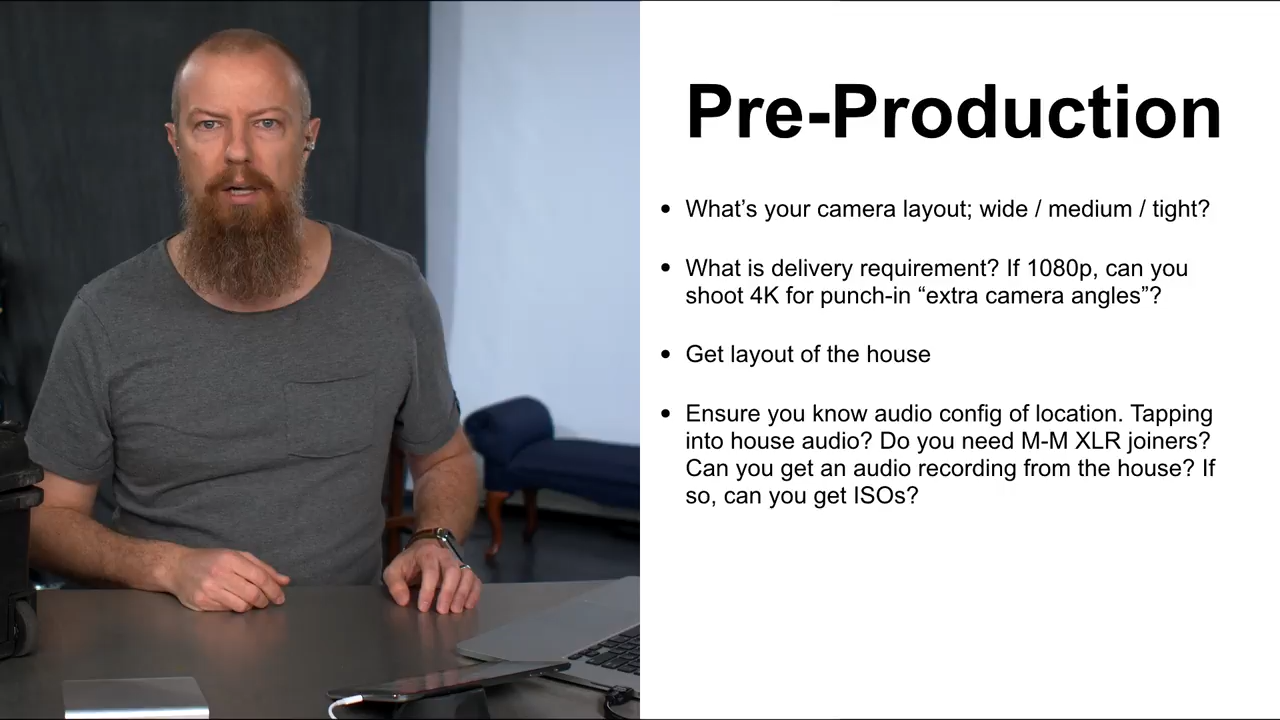 Pre-Production
• What’s your camera layout; wide / medium / tight?
• What is delivery requirement? If 1080p, can you
shoot 4K for punch-in “extra camera angles”?
• Get layout of the house
• Ensure you know audio config of location. Tapping
into house audio? Do you need M-M XLR joiners?
Can you get an audio recording from the house? If
so, can you get ISOs?